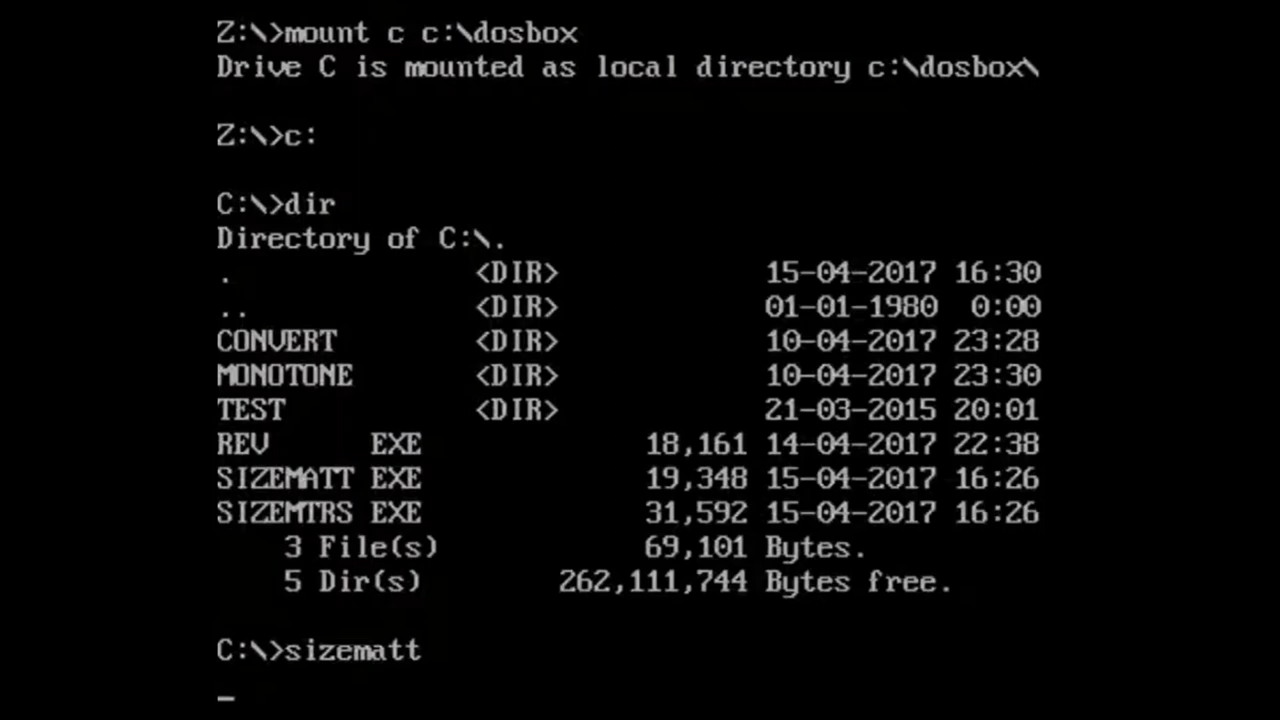 Z:\>mount c c:\dosbox
Drive C is mounted as local directory c:\dosbox\
Z:\>c:
C:\>dir
Directory of C:\.
.              <DIR>            15-04-2017 16:30
..             <DIR>            01-01-1980  0:00
CONVERT        <DIR>            10-04-2017 23:28
MONOTONE       <DIR>            10-04-2017 23:30
TEST           <DIR>            21-03-2015 20:01
REV      EXE             18,161 14-04-2017 22:38
SIZEMATT EXE             19,348 15-04-2017 16:26
SIZEMTRS EXE             31,592 15-04-2017 16:26
    3 File(s)            69,101 Bytes.
    5 Dir(s)        262,111,744 Bytes free.
C:\>sizematt
_